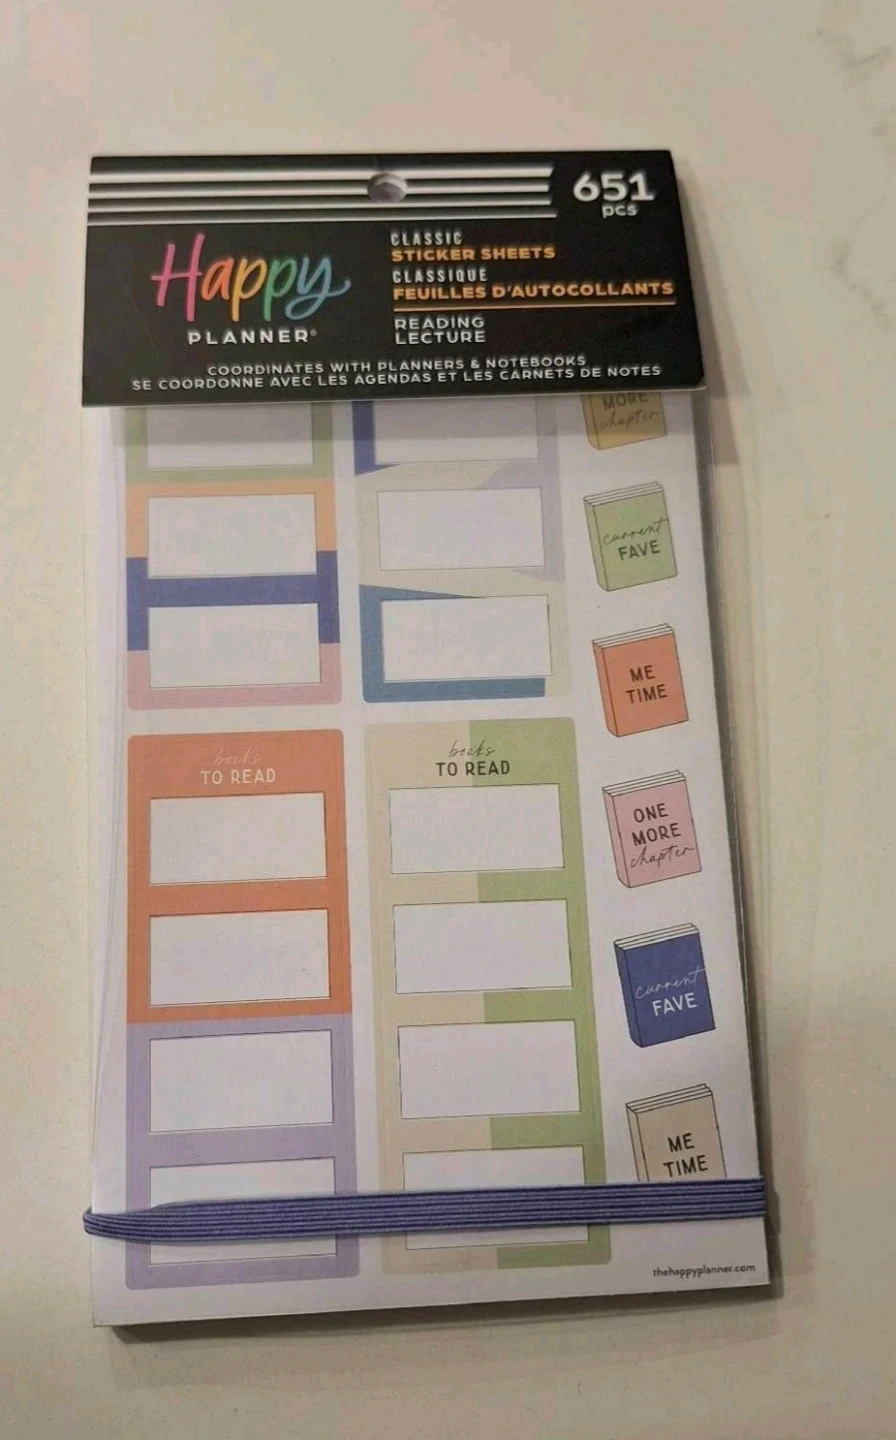 651
pcs
CLASSIC
STICKER SHEETS
CLASSIQUE
FEUILLES D'AUTOCOLLANTS
READING
LECTURE
Happy
PLANNER®
COORDINATES WITH PLANNERS & NOTEBOOKS
SE COORDONNE AVEC LES AGENDAS ET LES CARNETS DE NOTES
MORE
chapter
current
FAVE
ME
TIME
books
TO READ
books
TO READ
ONE
MORE
chapter
current
FAVE
ME
TIME
thehappyplanner.com